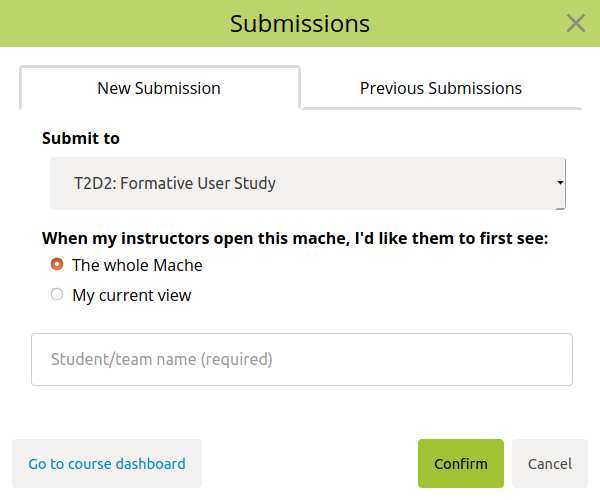 Submissions
New Submission
Previous Submissions
Submit to
T2D2: Formative User Study
When my instructors open this mache, I'd like them to first see:
The whole Mache
My current view
Student/team name (required)
Go to course dashboard
Confirm
Cancel